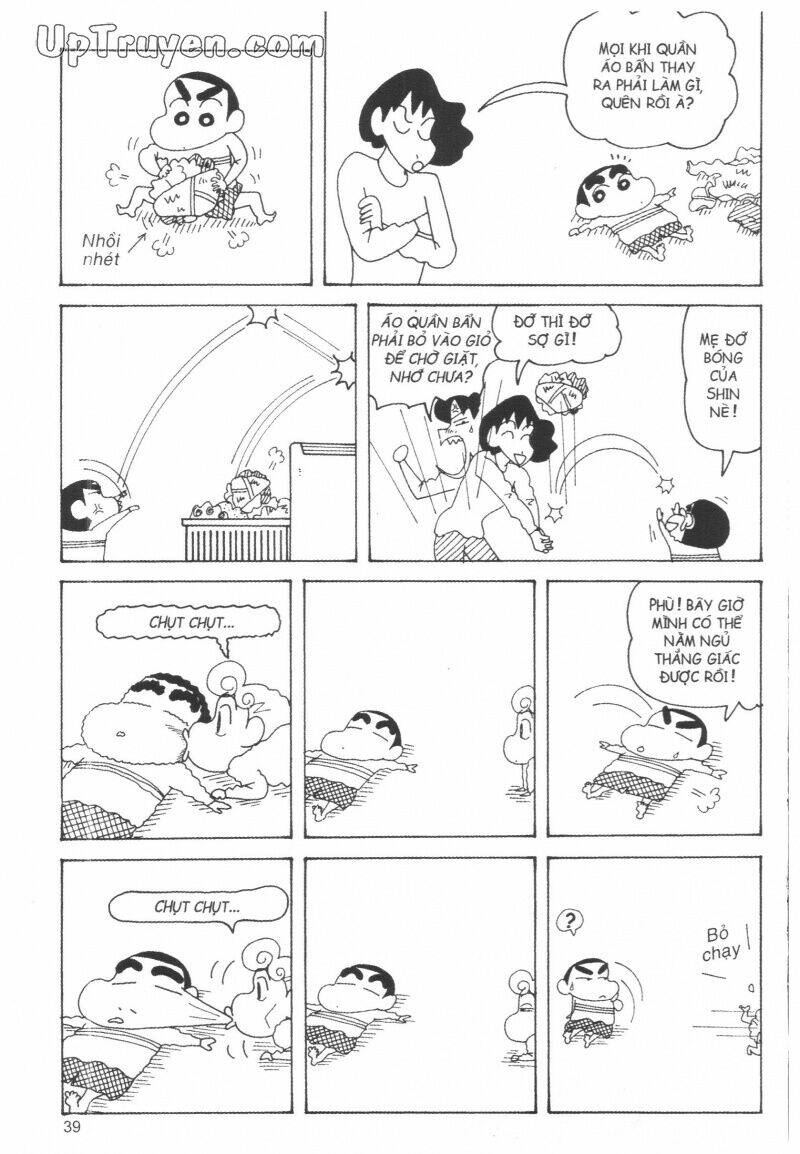 UpTruyen.com
MỌI KHI QUẦN
ÁO BẨN THAY
RA PHẢI LÀM GÌ,
QUÊN RỒI À?
Nhồi
nhét
MẸ ĐỠ
BÓNG
CỦA
SHIN
NÈ!
ĐỠ THÌ ĐỠ
SỢ GÌ!
ÁO QUẦN BẨN
PHẢI BỎ VÀO GIỎ
ĐỂ CHỜ GIẶT,
NHỚ CHƯA?
PHÙ! BÂY GIỜ
MÌNH CÓ THỂ
NẰM NGỦ
THẲNG GIẤC
ĐƯỢC RỒI!
CHỤT CHỤT...
Bỏ
chạy
?
CHỤT CHỤT...
39